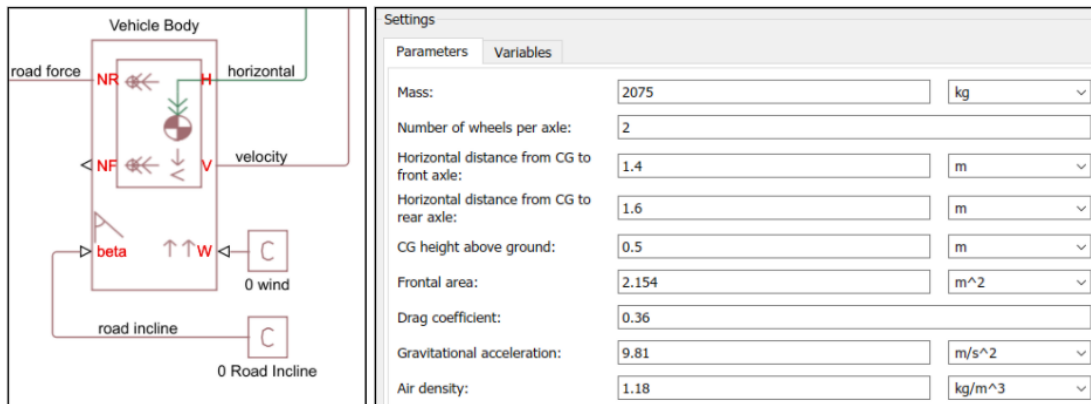 Vehicle Body
road force
NR
H
horizontal
NF
V
velocity
beta
W
C
0 wind
road incline
C
0 Road Incline
Settings
Parameters Variables
Mass: 2075 kg
Number of wheels per axle: 2
Horizontal distance from CG to
front axle: 1.4 m
Horizontal distance from CG to
rear axle: 1.6 m
CG height above ground: 0.5 m
Frontal area: 2.154 m^2
Drag coefficient: 0.36
Gravitational acceleration: 9.81 m/s^2
Air density: 1.18 kg/m^3